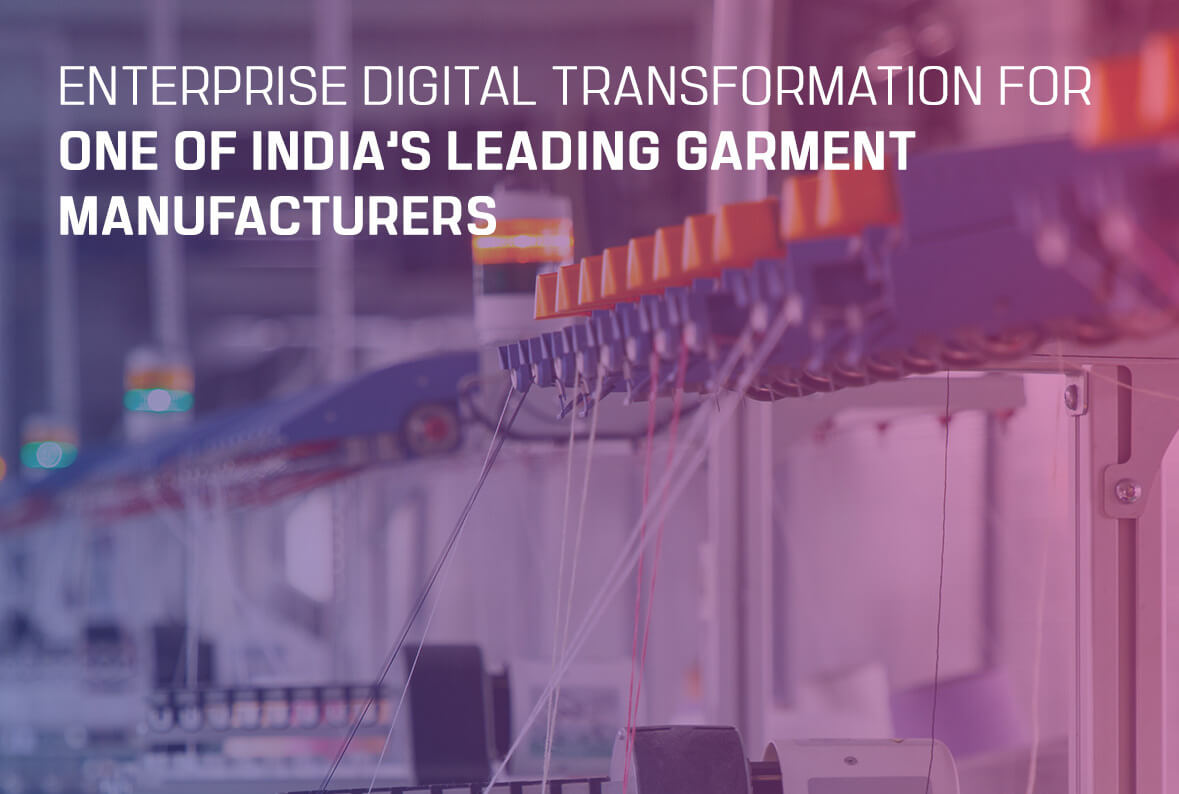 ENTERPRISE DIGITAL TRANSFORMATION FOR
ONE OF INDIA‘S LEADING GARMENT
MANUFACTURERS